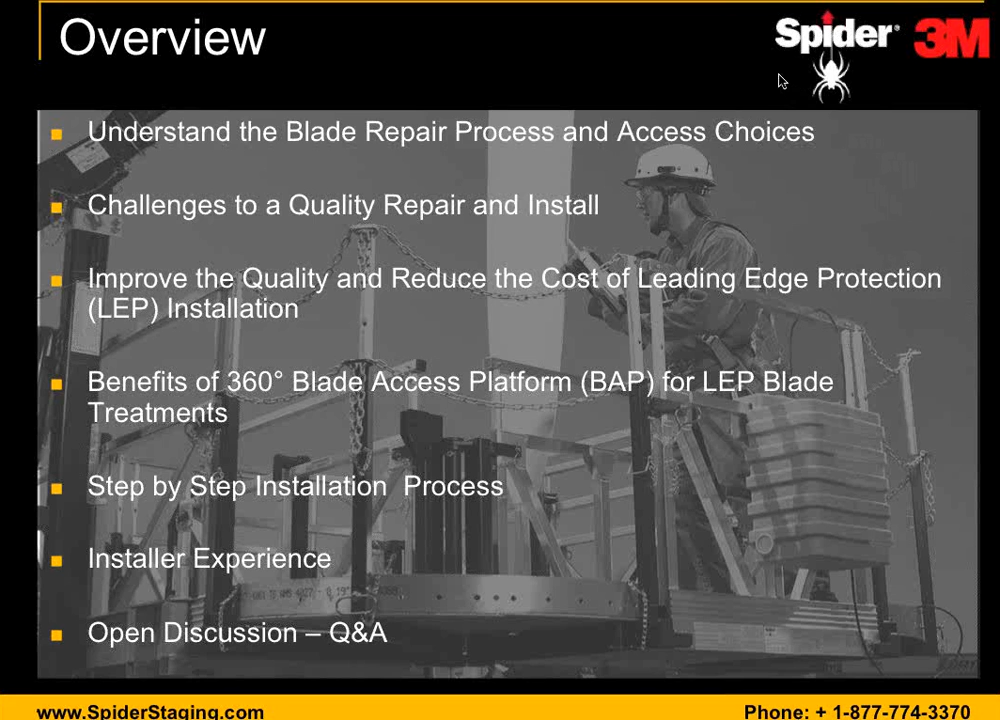 Overview
Spider®
3M
Understand the Blade Repair Process and Access Choices
Challenges to a Quality Repair and Install
Improve the Quality and Reduce the Cost of Leading Edge Protection
(LEP) Installation
Benefits of 360° Blade Access Platform (BAP) for LEP Blade
Treatments
Step by Step Installation  Process
Installer Experience
Open Discussion – Q&A
www.SpiderStaging.com
Phone: + 1-877-774-3370